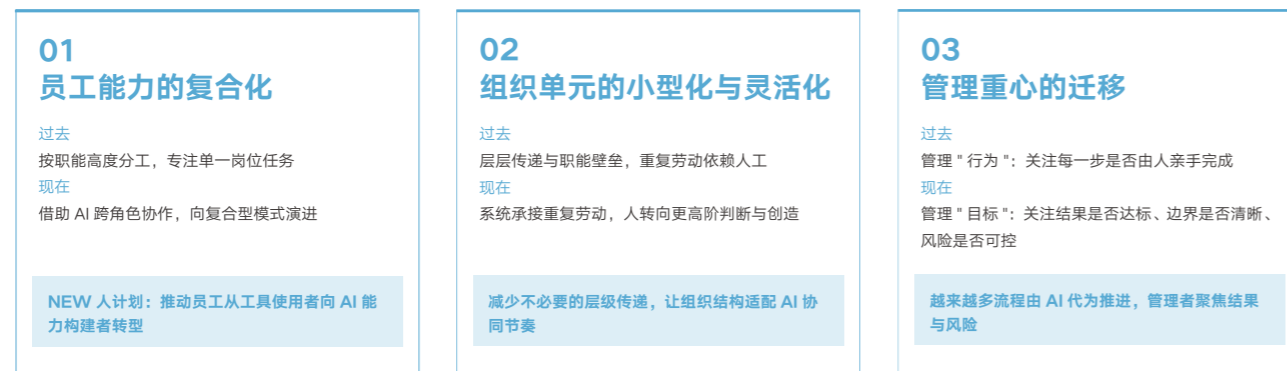 01
员工能力的复合化
过去
按职能高度分工，专注单一岗位任务
现在
借助 AI 跨角色协作，向复合型模式演进
NEW 人计划：推动员工从工具使用者向 AI 能
力构建者转型
02
组织单元的小型化与灵活化
过去
层层传递与职能壁垒，重复劳动依赖人工
现在
系统承接重复劳动，人转向更高阶判断与创造
减少不必要的层级传递，让组织结构适配 AI 协
同节奏
03
管理重心的迁移
过去
管理 " 行为 "：关注每一步是否由人亲手完成
现在
管理 " 目标 "：关注结果是否达标、边界是否清晰、
风险是否可控
越来越多流程由 AI 代为推进，管理者聚焦结果
与风险